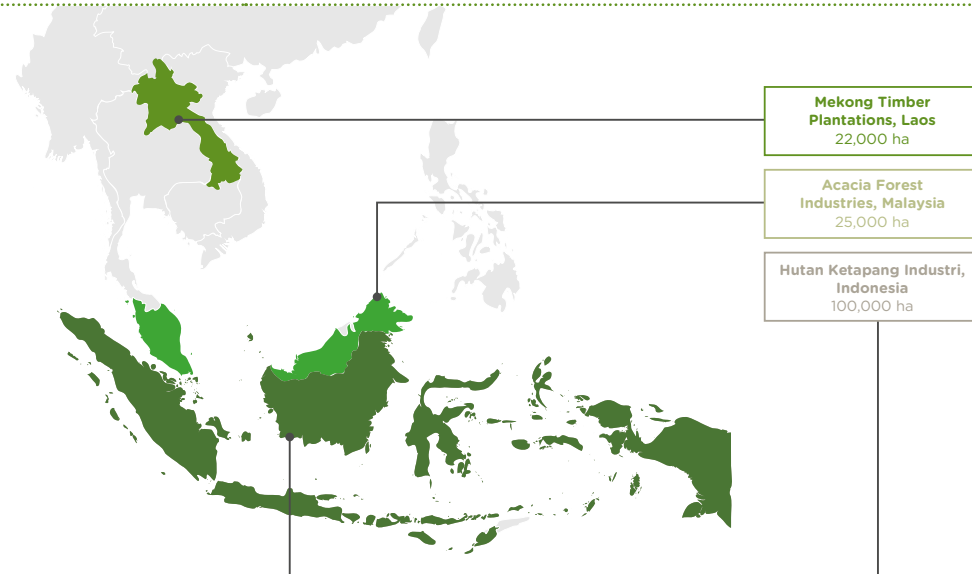 Mekong Timber
Plantations, Laos
22,000 ha
Acacia Forest
Industries, Malaysia
25,000 ha
Hutan Ketapang Industri,
Indonesia
100,000 ha